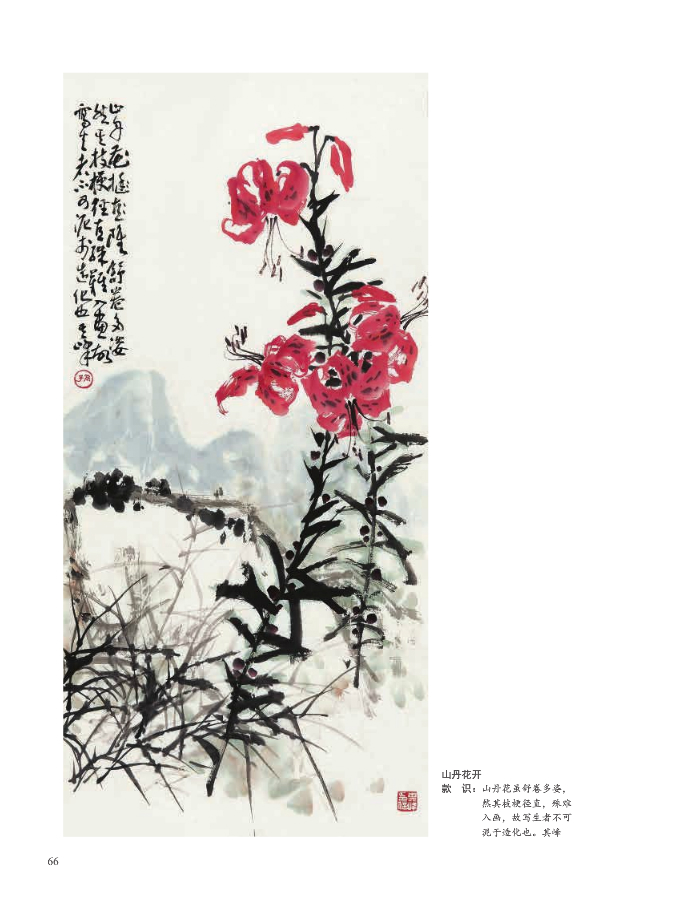 山丹花虽舒卷多姿
然其枝梗径直殊难入画故
写生者不可泥于造化也其峰
山丹花开
款 识：山丹花虽舒卷多姿，
然其枝梗径直，殊难
入画，故写生者不可
泥于造化也。其峰
66